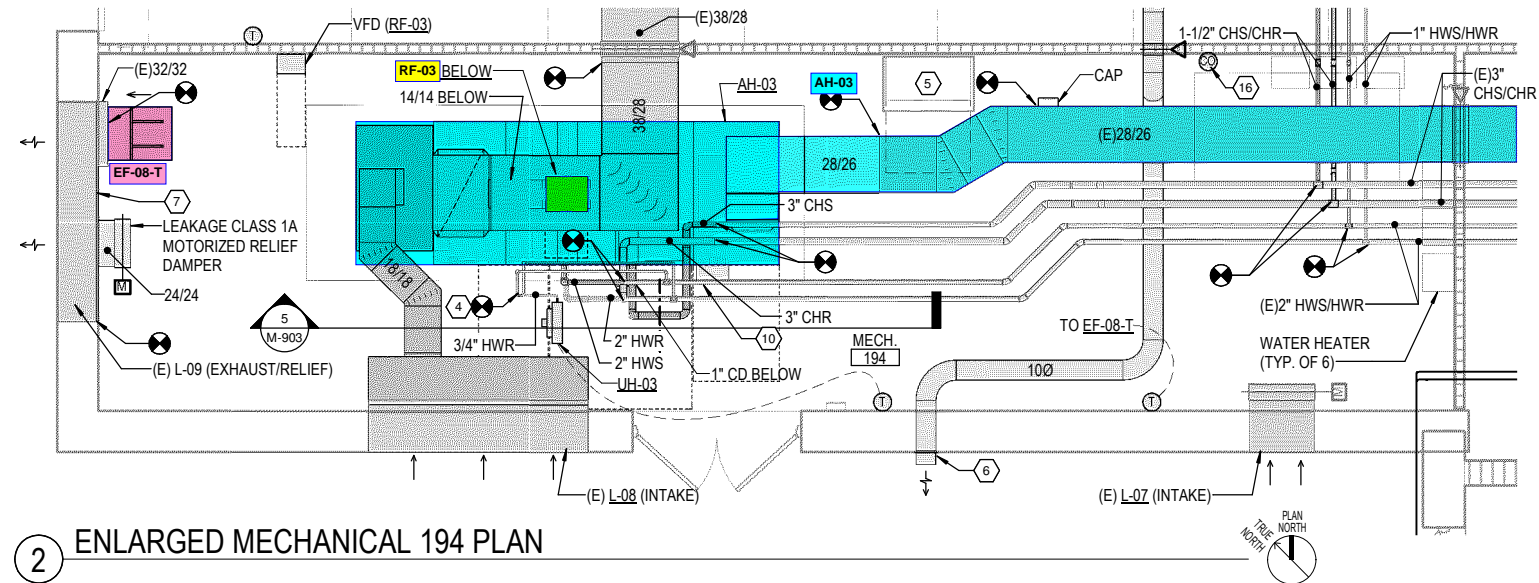 (E)38/28
VFD (RF-03)
1-1/2" CHS/CHR
1" HWS/HWR
T
(E)32/32
RF-03 BELOW
14/14 BELOW
AH-03
AH-03
5
CAP
CO
16
(E)3"
CHS/CHR
38/28
(E)28/26
28/26
EF-08-T
7
LEAKAGE CLASS 1A
MOTORIZED RELIEF
DAMPER
3" CHS
18/18
M
24/24
4
5
M-903
3/4" HWR
2" HWR
2" HWS
3" CHR
10
MECH.
194
TO EF-08-T
(E)2" HWS/HWR
WATER HEATER
(TYP. OF 6)
(E) L-09 (EXHAUST/RELIEF)
UH-03
1" CD BELOW
10Ø
T
T
M
6
(E) L-08 (INTAKE)
(E) L-07 (INTAKE)
2
ENLARGED MECHANICAL 194 PLAN
PLAN
NORTH
TRUE
NORTH